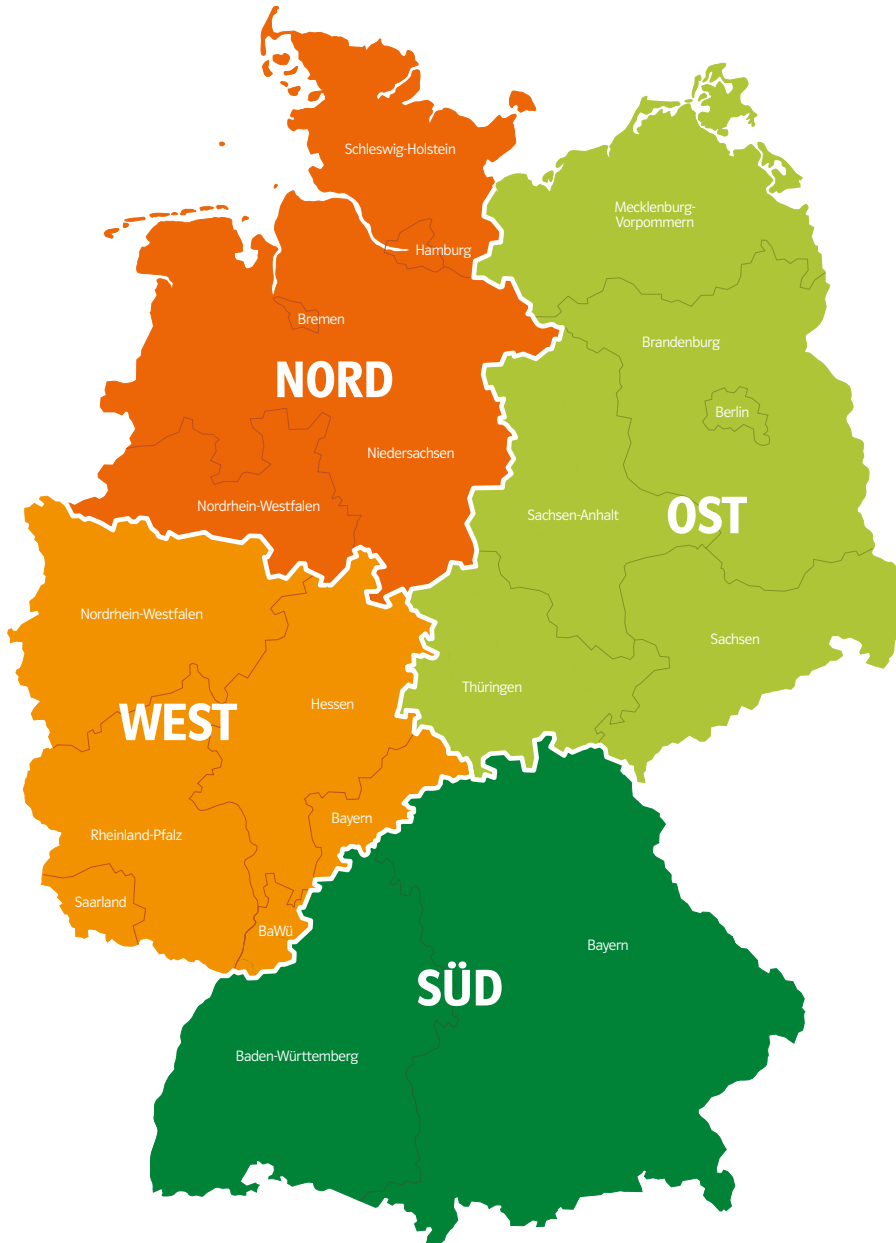 Schleswig-Holstein
Mecklenburg-
Vorpommern
Hamburg
Bremen
Brandenburg
NORD
Berlin
Niedersachsen
Nordrhein-Westfalen
Sachsen-Anhalt
OST
Nordrhein-Westfalen
Sachsen
Thüringen
Hessen
WEST
Bayern
Rheinland-Pfalz
Saarland
BaWü
Bayern
SÜD
Baden-Württemberg